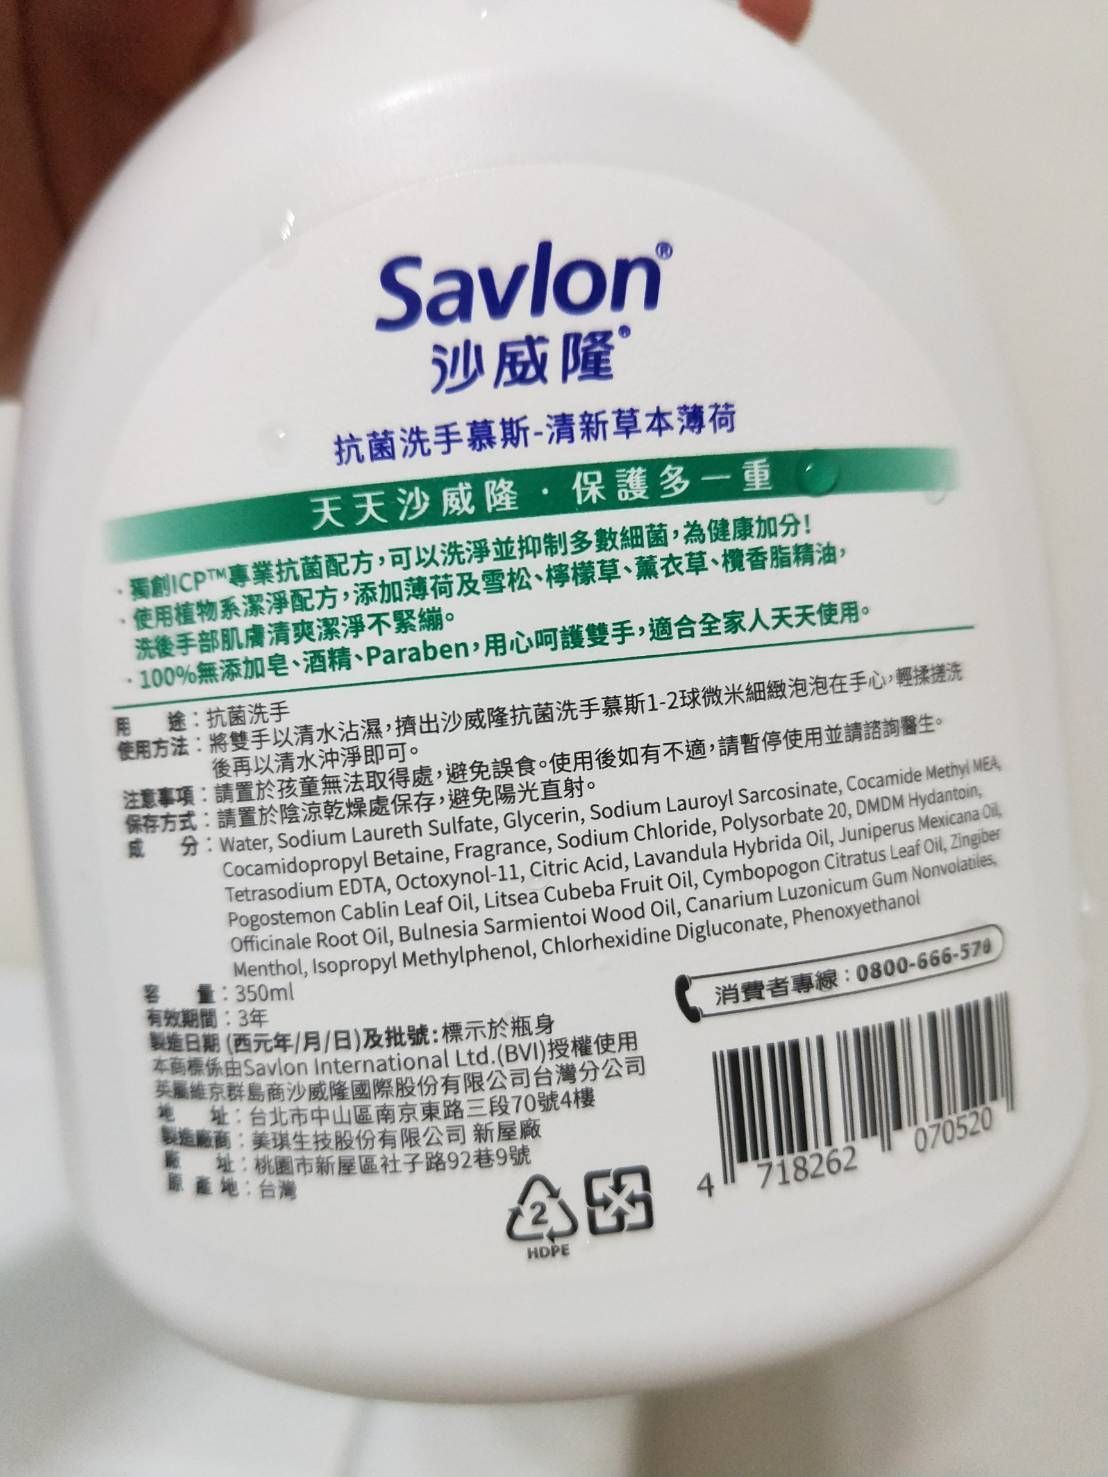 Savlon®
沙威隆®
抗菌洗手慕斯-清新草本薄荷
天天沙威隆·保護多一重
·獨創ICP™專業抗菌配方,可以洗淨並抑制多數細菌,為健康加分!
·使用植物系潔淨配方,添加薄荷及雪松、檸檬草、薰衣草、欖香脂精油,
洗後手部肌膚清爽潔淨不緊繃。
·100%無添加皂、酒精、Paraben,用心呵護雙手,適合全家人天天使用。
用 途:抗菌洗手
使用方法:將雙手以清水沾濕,擠出沙威隆抗菌洗手慕斯1-2球微米細緻泡泡在手心,輕揉搓洗
後再以清水沖淨即可。
注意事項:請置於孩童無法取得處,避免誤食。使用後如有不適,請暫停使用並請諮詢醫生。
保存方式:請置於陰涼乾燥處保存,避免陽光直射。
成 分:Water, Sodium Laureth Sulfate, Glycerin, Sodium Lauroyl Sarcosinate, Cocamide Methyl MEA,
Cocamidopropyl Betaine, Fragrance, Sodium Chloride, Polysorbate 20, DMDM Hydantoin,
Tetrasodium EDTA, Octoxynol-11, Citric Acid, Lavandula Hybrida Oil, Juniperus Mexicana Oil,
Pogostemon Cablin Leaf Oil, Litsea Cubeba Fruit Oil, Cymbopogon Citratus Leaf Oil, Zingiber
Officinale Root Oil, Bulnesia Sarmientoi Wood Oil, Canarium Luzonicum Gum Nonvolatiles,
Menthol, Isopropyl Methylphenol, Chlorhexidine Digluconate, Phenoxyethanol
容 量:350ml
有效期間:3年
製造日期(西元年/月/日)及批號:標示於瓶身
本商標係由Savlon International Ltd.(BVI)授權使用
英屬維京群島商沙威隆國際股份有限公司台灣分公司
地 址:台北市中山區南京東路三段70號4樓
製造廠商:美琪生技股份有限公司 新屋廠
廠 址:桃園市新屋區社子路92巷9號
原產地:台灣
消費者專線:0800-666-570
2
HDPE
4 718262 070520